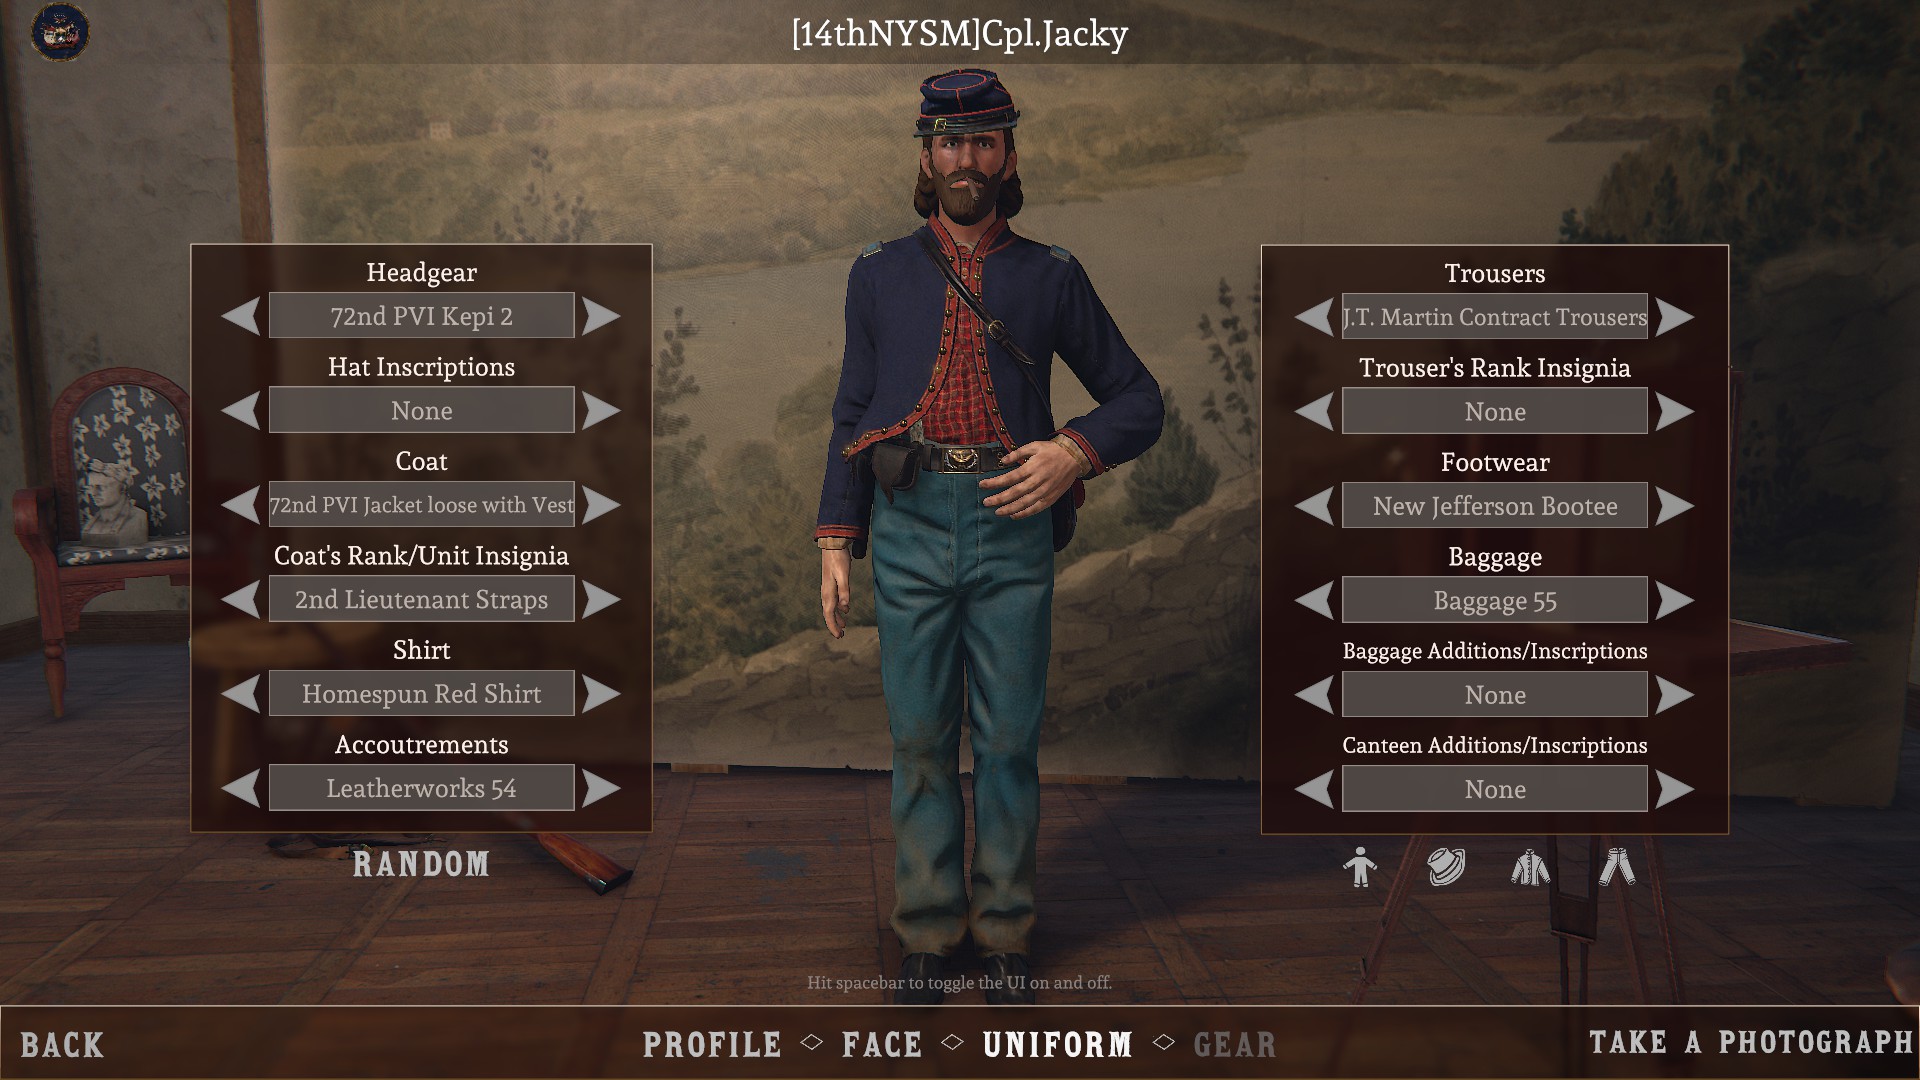 [14thNYSM]Cpl.Jacky
Headgear
72nd PVI Kepi 2
Hat Inscriptions
None
Coat
72nd PVI Jacket loose with Vest
Coat's Rank/Unit Insignia
2nd Lieutenant Straps
Shirt
Homespun Red Shirt
Accoutrements
Leatherworks 54
RANDOM
Trousers
J.T. Martin Contract Trousers
Trouser's Rank Insignia
None
Footwear
New Jefferson Bootee
Baggage
Baggage 55
Baggage Additions/Inscriptions
None
Canteen Additions/Inscriptions
None
Hit spacebar to toggle the UI on and off.
BACK
PROFILE ◇ FACE ◇ UNIFORM ◇ GEAR
TAKE A PHOTOGRAPH